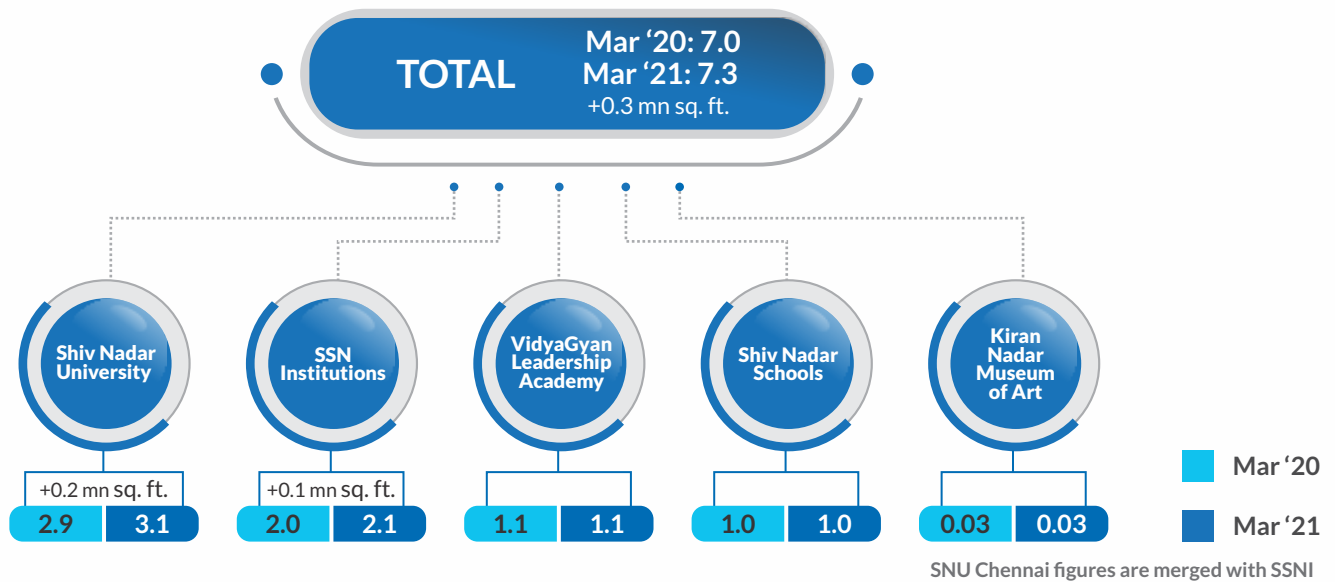 TOTAL
Mar ‘20: 7.0
Mar ‘21: 7.3
+0.3 mn sq. ft.
Shiv Nadar
University
SSN
Institutions
VidyaGyan
Leadership
Academy
Shiv Nadar
Schools
Kiran
Nadar
Museum
of Art
+0.2 mn sq. ft.
2.9 3.1
+0.1 mn sq. ft.
2.0 2.1
1.1 1.1
1.0 1.0
0.03 0.03
Mar ‘20
Mar ‘21
SNU Chennai figures are merged with SSNI